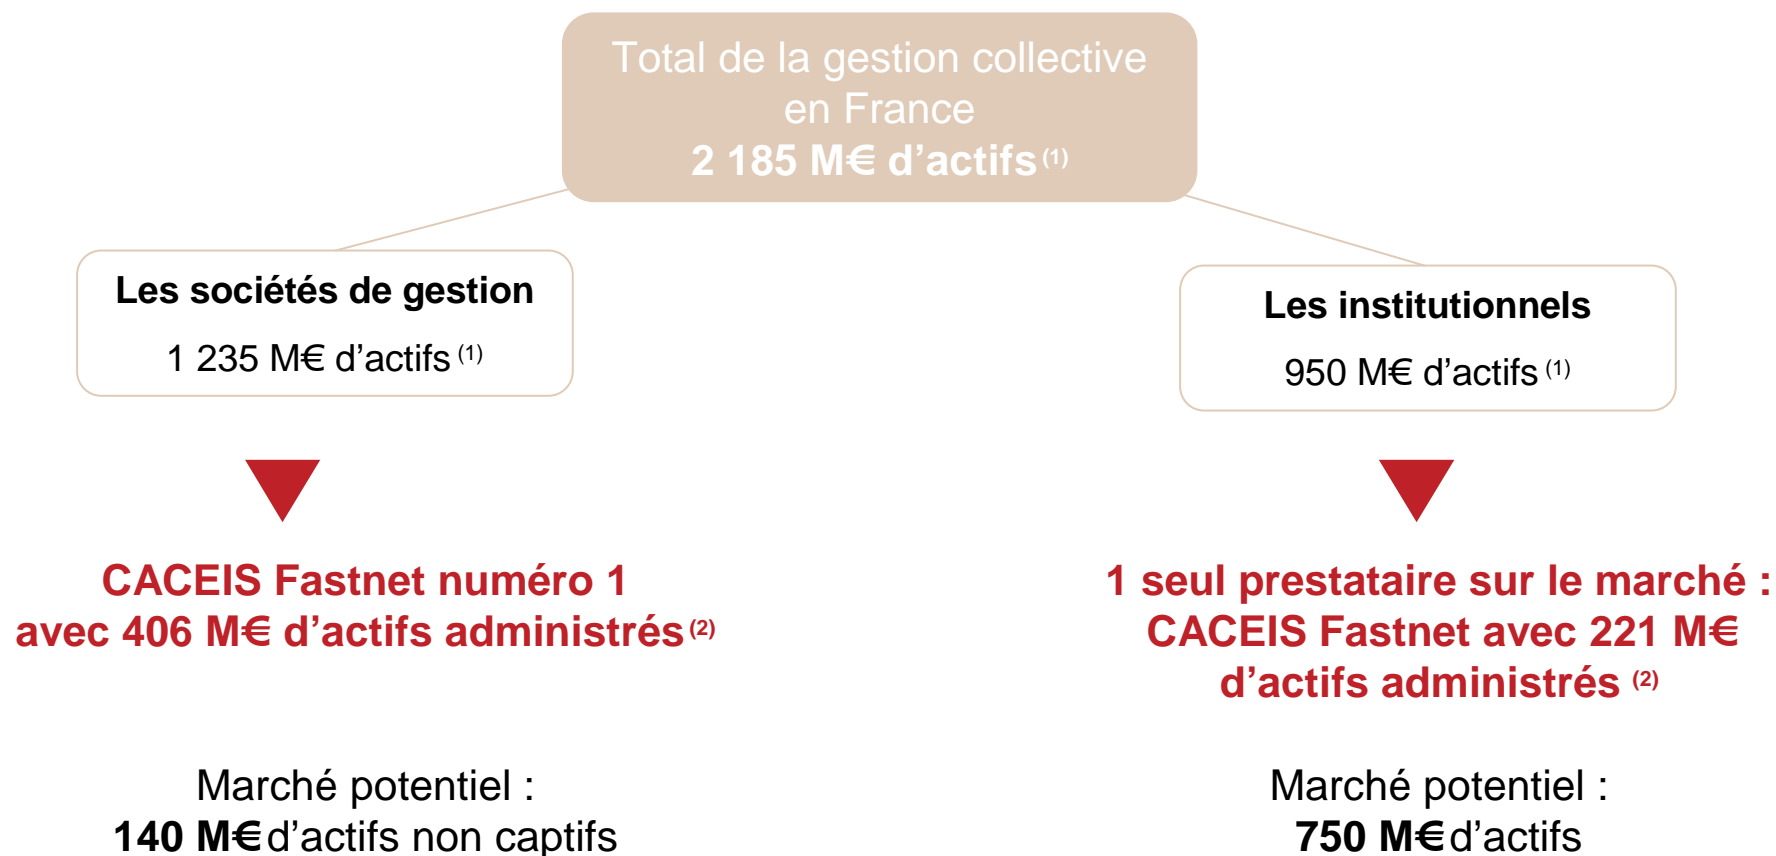 Total de la gestion collective
en France
2 185 M€ d’actifs (1)
Les sociétés de gestion
1 235 M€ d’actifs (1)
Les institutionnels
950 M€ d’actifs (1)
CACEIS Fastnet numéro 1
avec 406 M€ d’actifs administrés (2)
1 seul prestataire sur le marché :
CACEIS Fastnet avec 221 M€
d’actifs administrés (2)
Marché potentiel :
140 M€ d’actifs non captifs
Marché potentiel :
750 M€ d’actifs